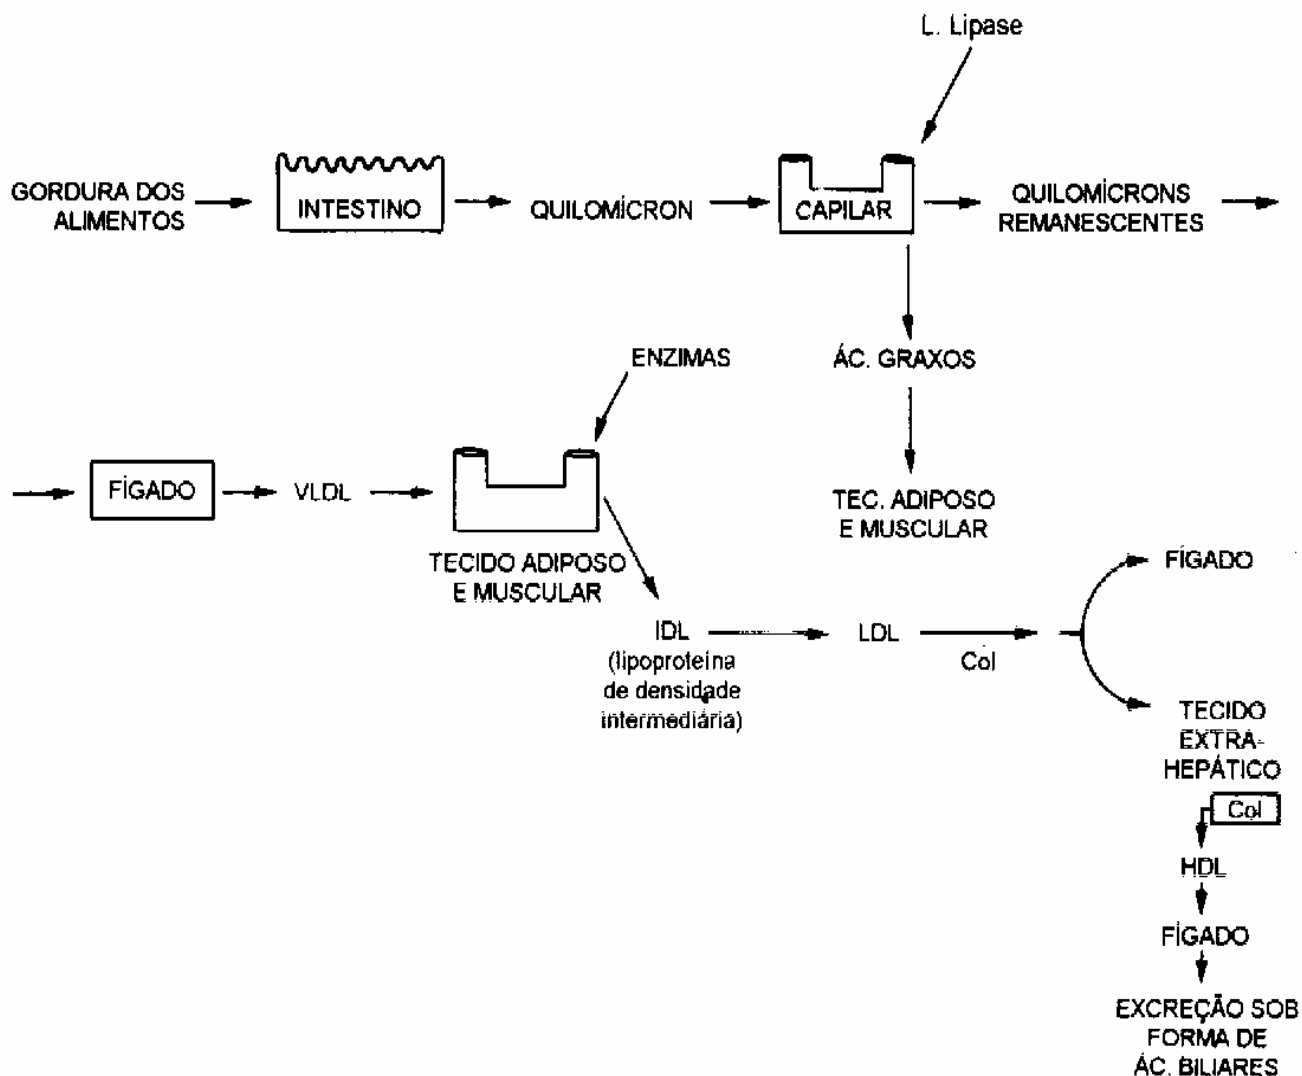 L. Lipase
GORDURA DOS
ALIMENTOS
INTESTINO
QUILOMÍCRON
CAPILAR
QUILOMÍCRONS
REMANESCENTES
ÁC. GRAXOS
TEC. ADIPOSO
E MUSCULAR
ENZIMAS
FÍGADO
VLDL
TECIDO ADIPOSO
E MUSCULAR
IDL
(lipoproteína
de densidade
intermediária)
LDL
Col
FÍGADO
TECIDO
EXTRA-
HEPÁTICO
Col
HDL
FÍGADO
EXCREÇÃO SOB
FORMA DE
ÁC. BILIARES